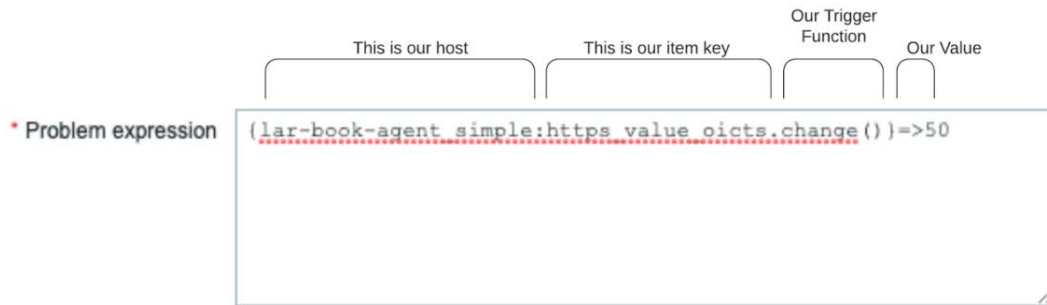 Our Trigger
Function
This is our host
This is our item key
Our Value
* Problem expression
{lar-book-agent_simple:https_value_oicts.change()}=>50